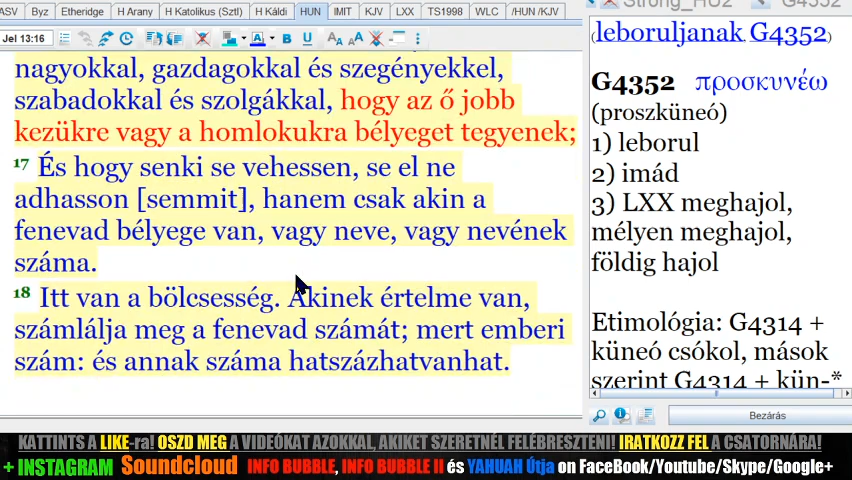 ASV Byz Etheridge H Arany H Katolikus (Sztl) H Káldi HUN IMIT KJV LXX TS1998 WLC /HUN /KJV
Strong_HU2 G4352
Jel 13:16
nagyokkal, gazdagokkal és szegényekkel,
szabadokkal és szolgákkal, hogy az ő jobb
kezükre vagy a homlokukra bélyeget tegyenek;
17 És hogy senki se vehessen, se el ne
adhasson [semmit], hanem csak akin a
fenevad bélyege van, vagy neve, vagy nevének
száma.
18 Itt van a bölcsesség. Akinek értelme van,
számlálja meg a fenevad számát; mert emberi
szám: és annak száma hatszázhatvanhat.
(leboruljanak G4352)
G4352 προσκυνέω
(proszküneó)
1) leborul
2) imád
3) LXX meghajol,
mélyen meghajol,
földig hajol
Etimológia: G4314 +
küneó csókol, mások
szerint G4314 + kün-*
Bezárás
KATTINTS A LIKE-ra! OSZD MEG A VIDEÓKAT AZOKKAL, AKIKET SZERETNÉL FELÉBRESZTENI! IRATKOZZ FEL A CSATORNÁRA!
+ INSTAGRAM Soundcloud INFO BUBBLE, INFO BUBBLE II és YAHUAH Útja on FaceBook/Youtube/Skype/Google+